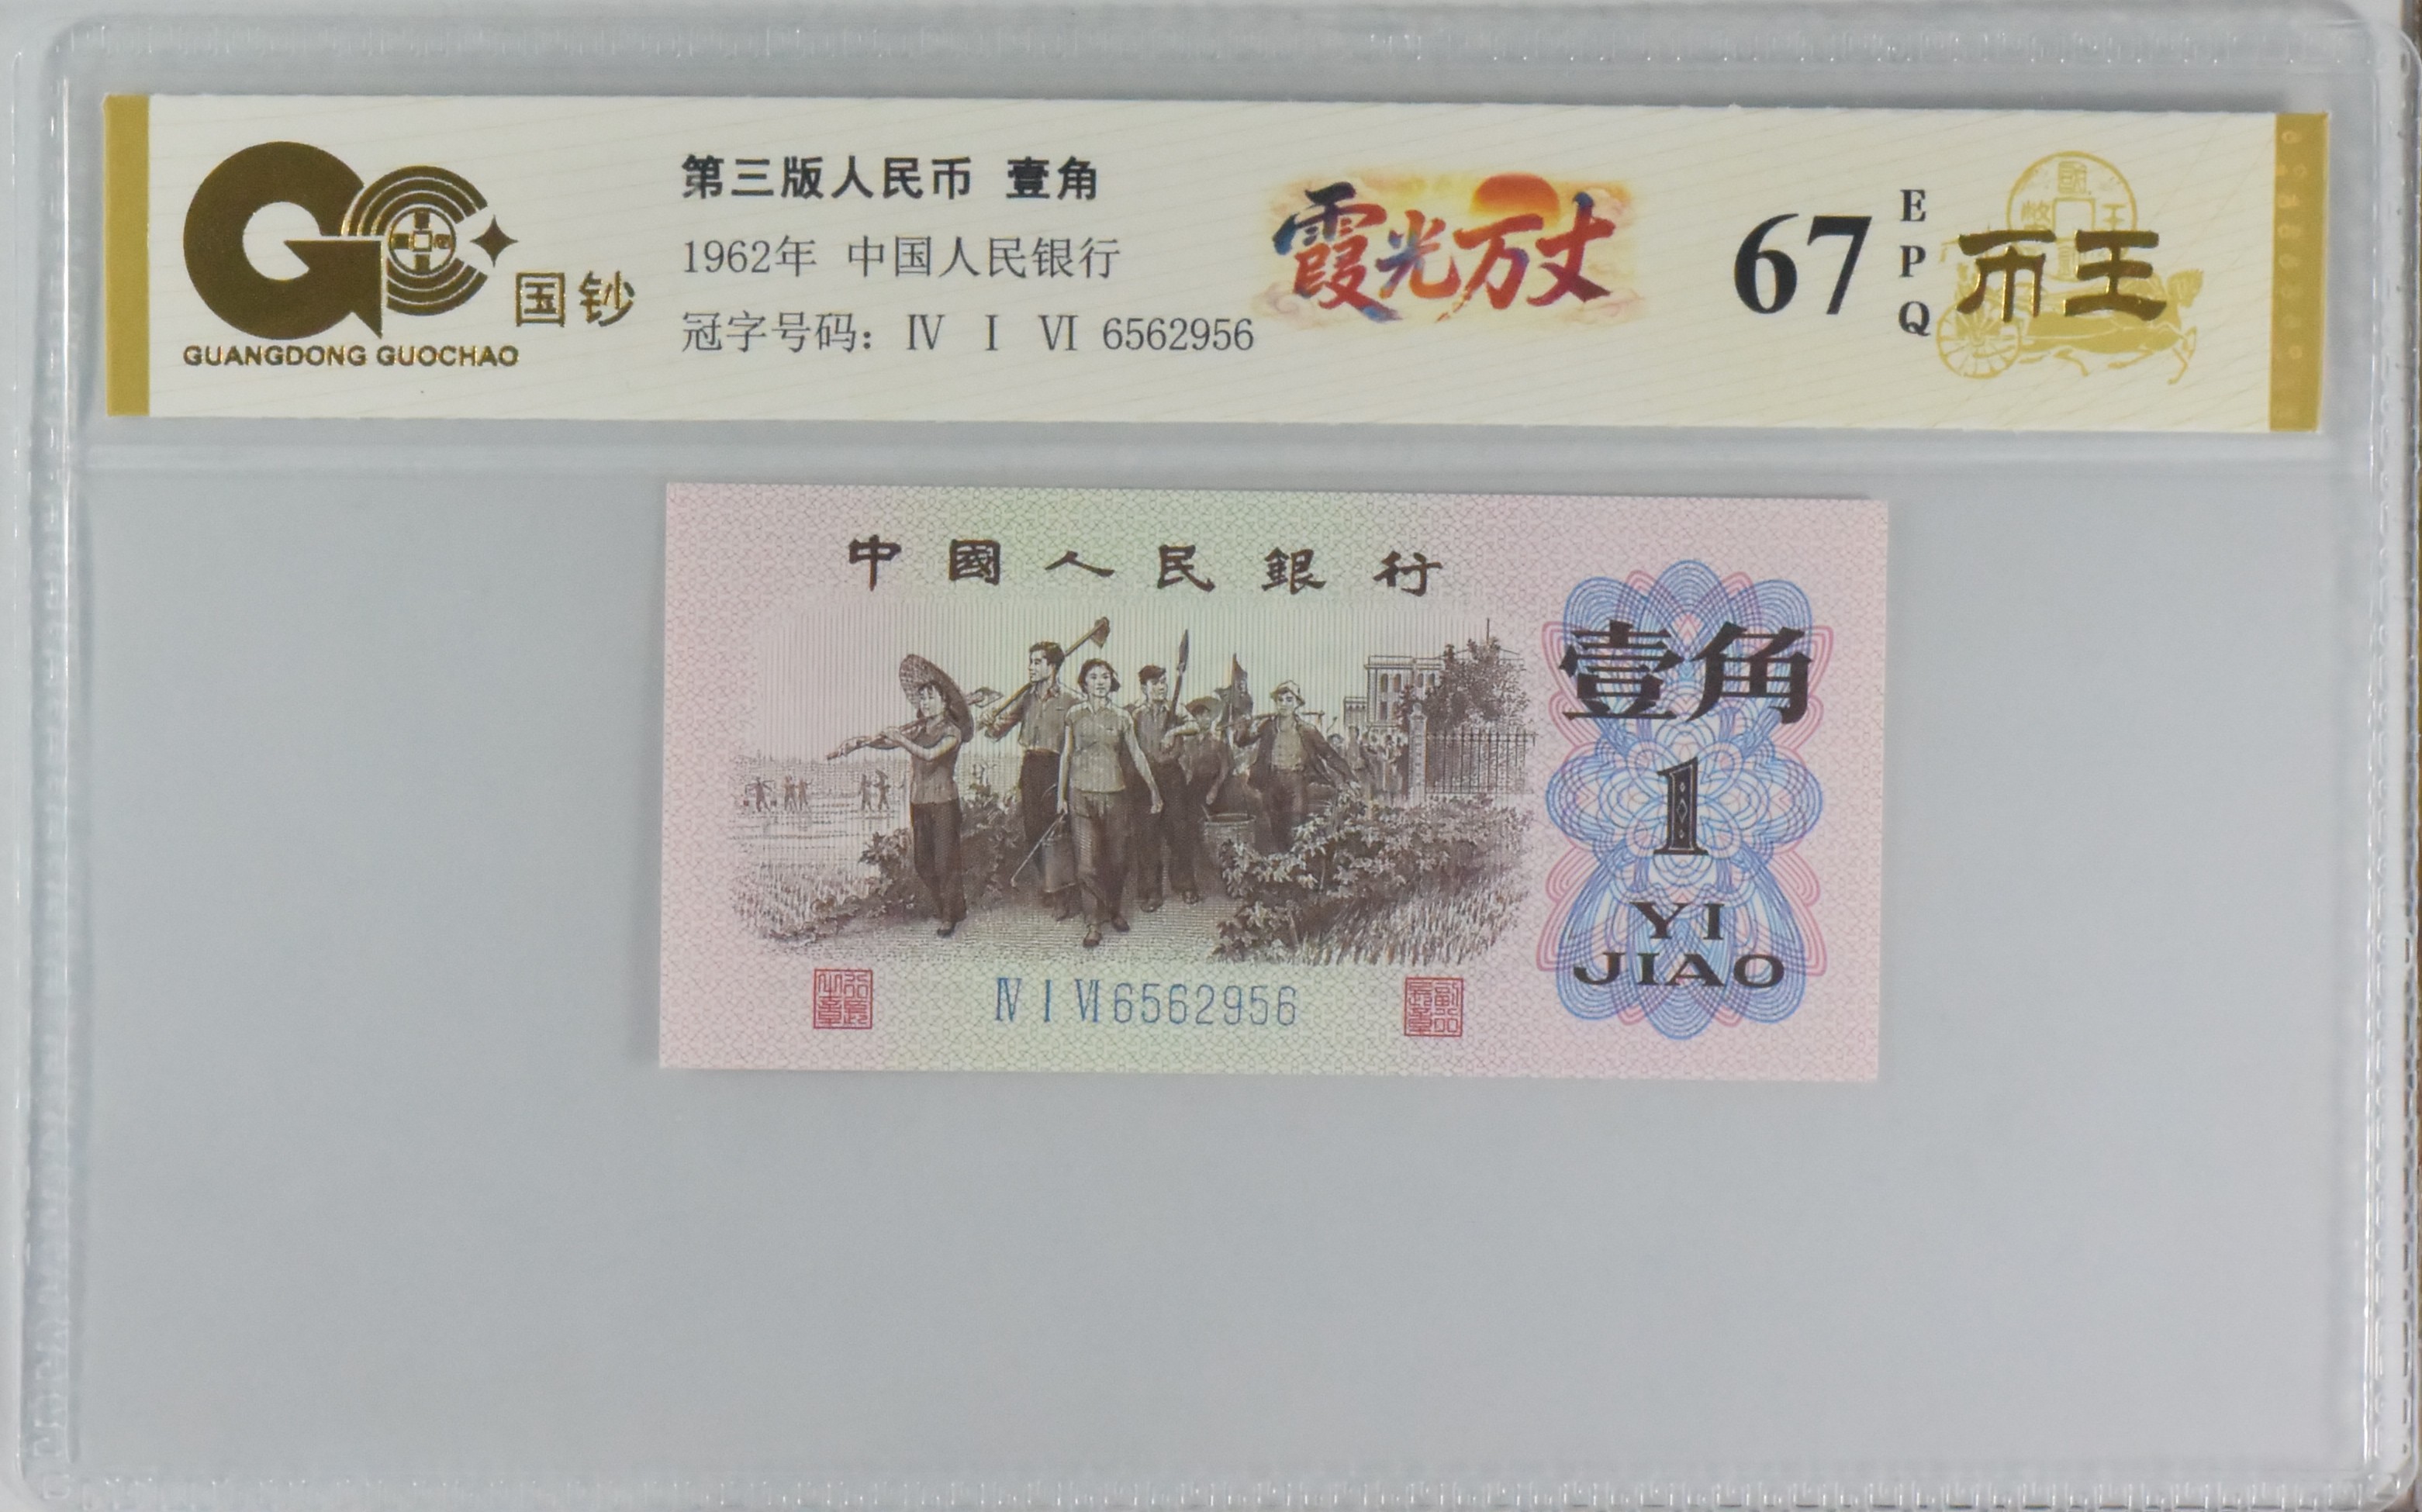 国钞
GUANGDONG GUOCHAO
第三版人民币 壹角
1962年 中国人民银行
冠字号码: Ⅳ Ⅰ Ⅵ 6562956
霞光万丈
67
EPQ
币王
中國人民銀行
壹角
1
YI
JIAO
Ⅳ Ⅰ Ⅵ 6562956